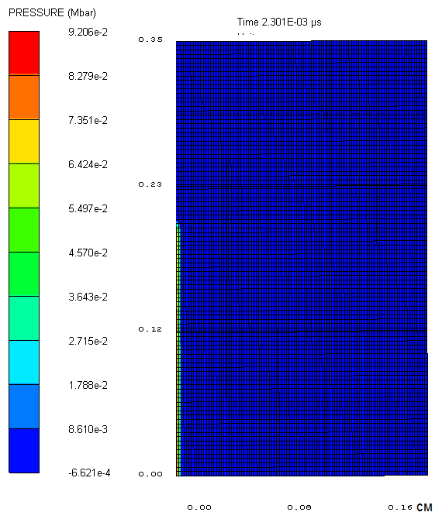 PRESSURE (Mbar)
9.206e-2
8.279e-2
7.351e-2
6.424e-2
5.497e-2
4.570e-2
3.643e-2
2.715e-2
1.788e-2
8.610e-3
-6.621e-4
Time 2.301E-03 µs
0.35
0.23
0.12
0.00
0.00
0.16 CM